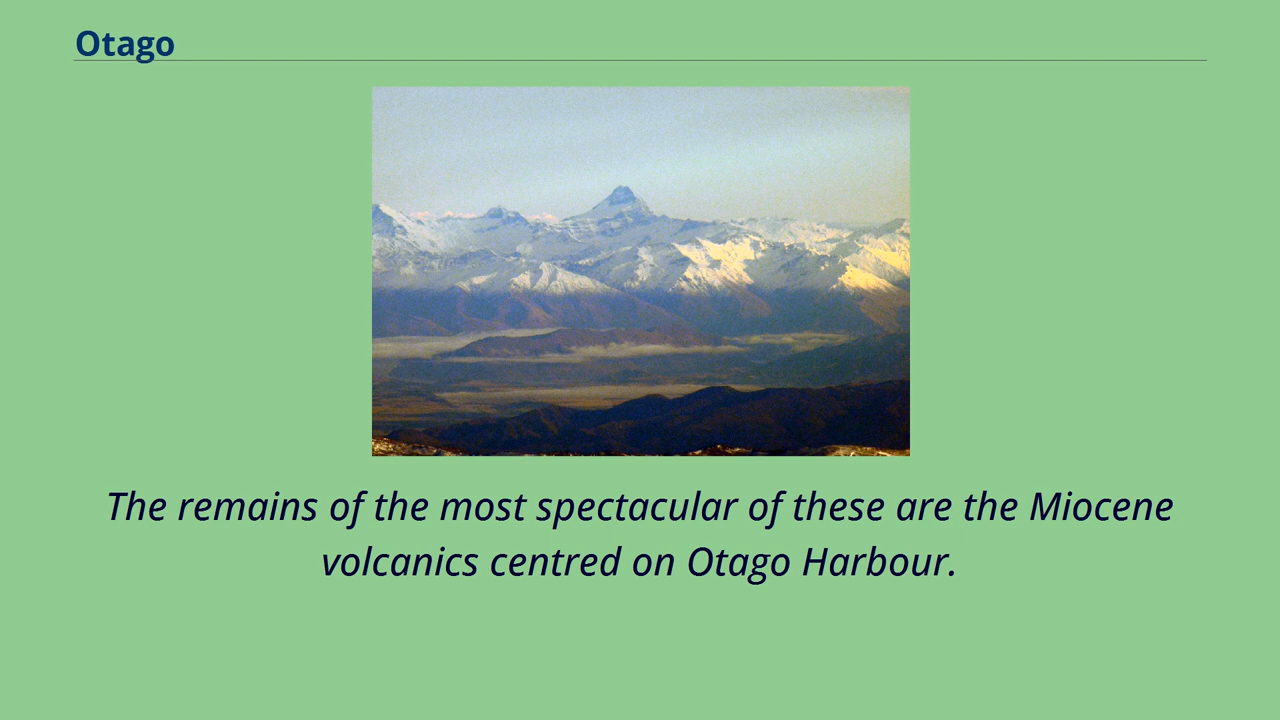 Otago
The remains of the most spectacular of these are the Miocene
volcanics centred on Otago Harbour.